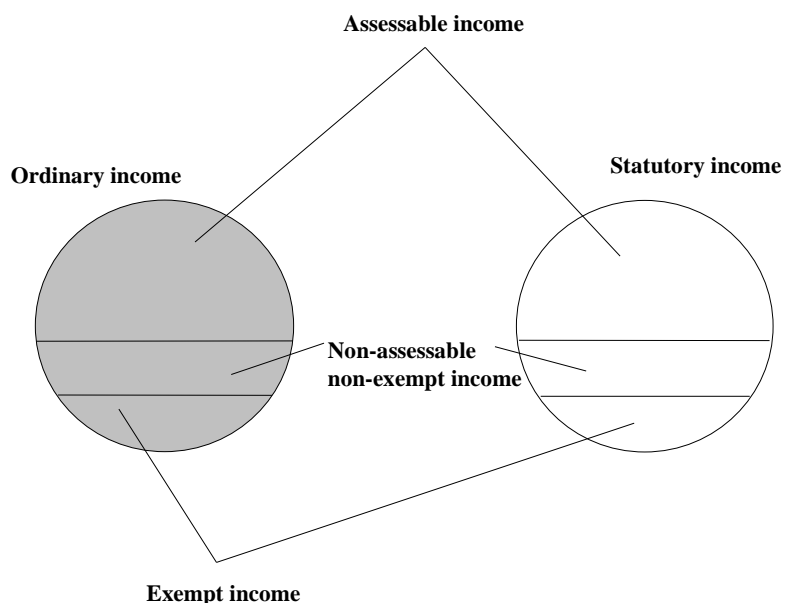 Assessable income
Ordinary income
Statutory income
Non-assessable
non-exempt income
Exempt income